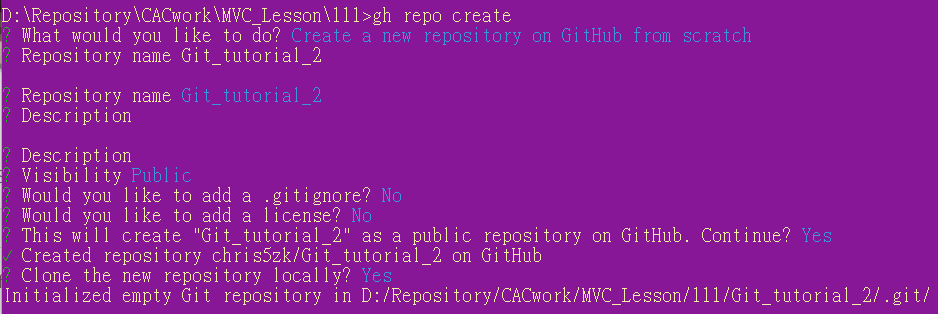 D:\Repository\CACwork\MVC_Lesson\lll>gh repo create
? What would you like to do? Create a new repository on GitHub from scratch
? Repository name Git_tutorial_2
? Repository name Git_tutorial_2
? Description
? Description
? Visibility Public
? Would you like to add a .gitignore? No
? Would you like to add a license? No
? This will create "Git_tutorial_2" as a public repository on GitHub. Continue? Yes
✓ Created repository chris5zk/Git_tutorial_2 on GitHub
? Clone the new repository locally? Yes
Initialized empty Git repository in D:/Repository/CACwork/MVC_Lesson/lll/Git_tutorial_2/.git/